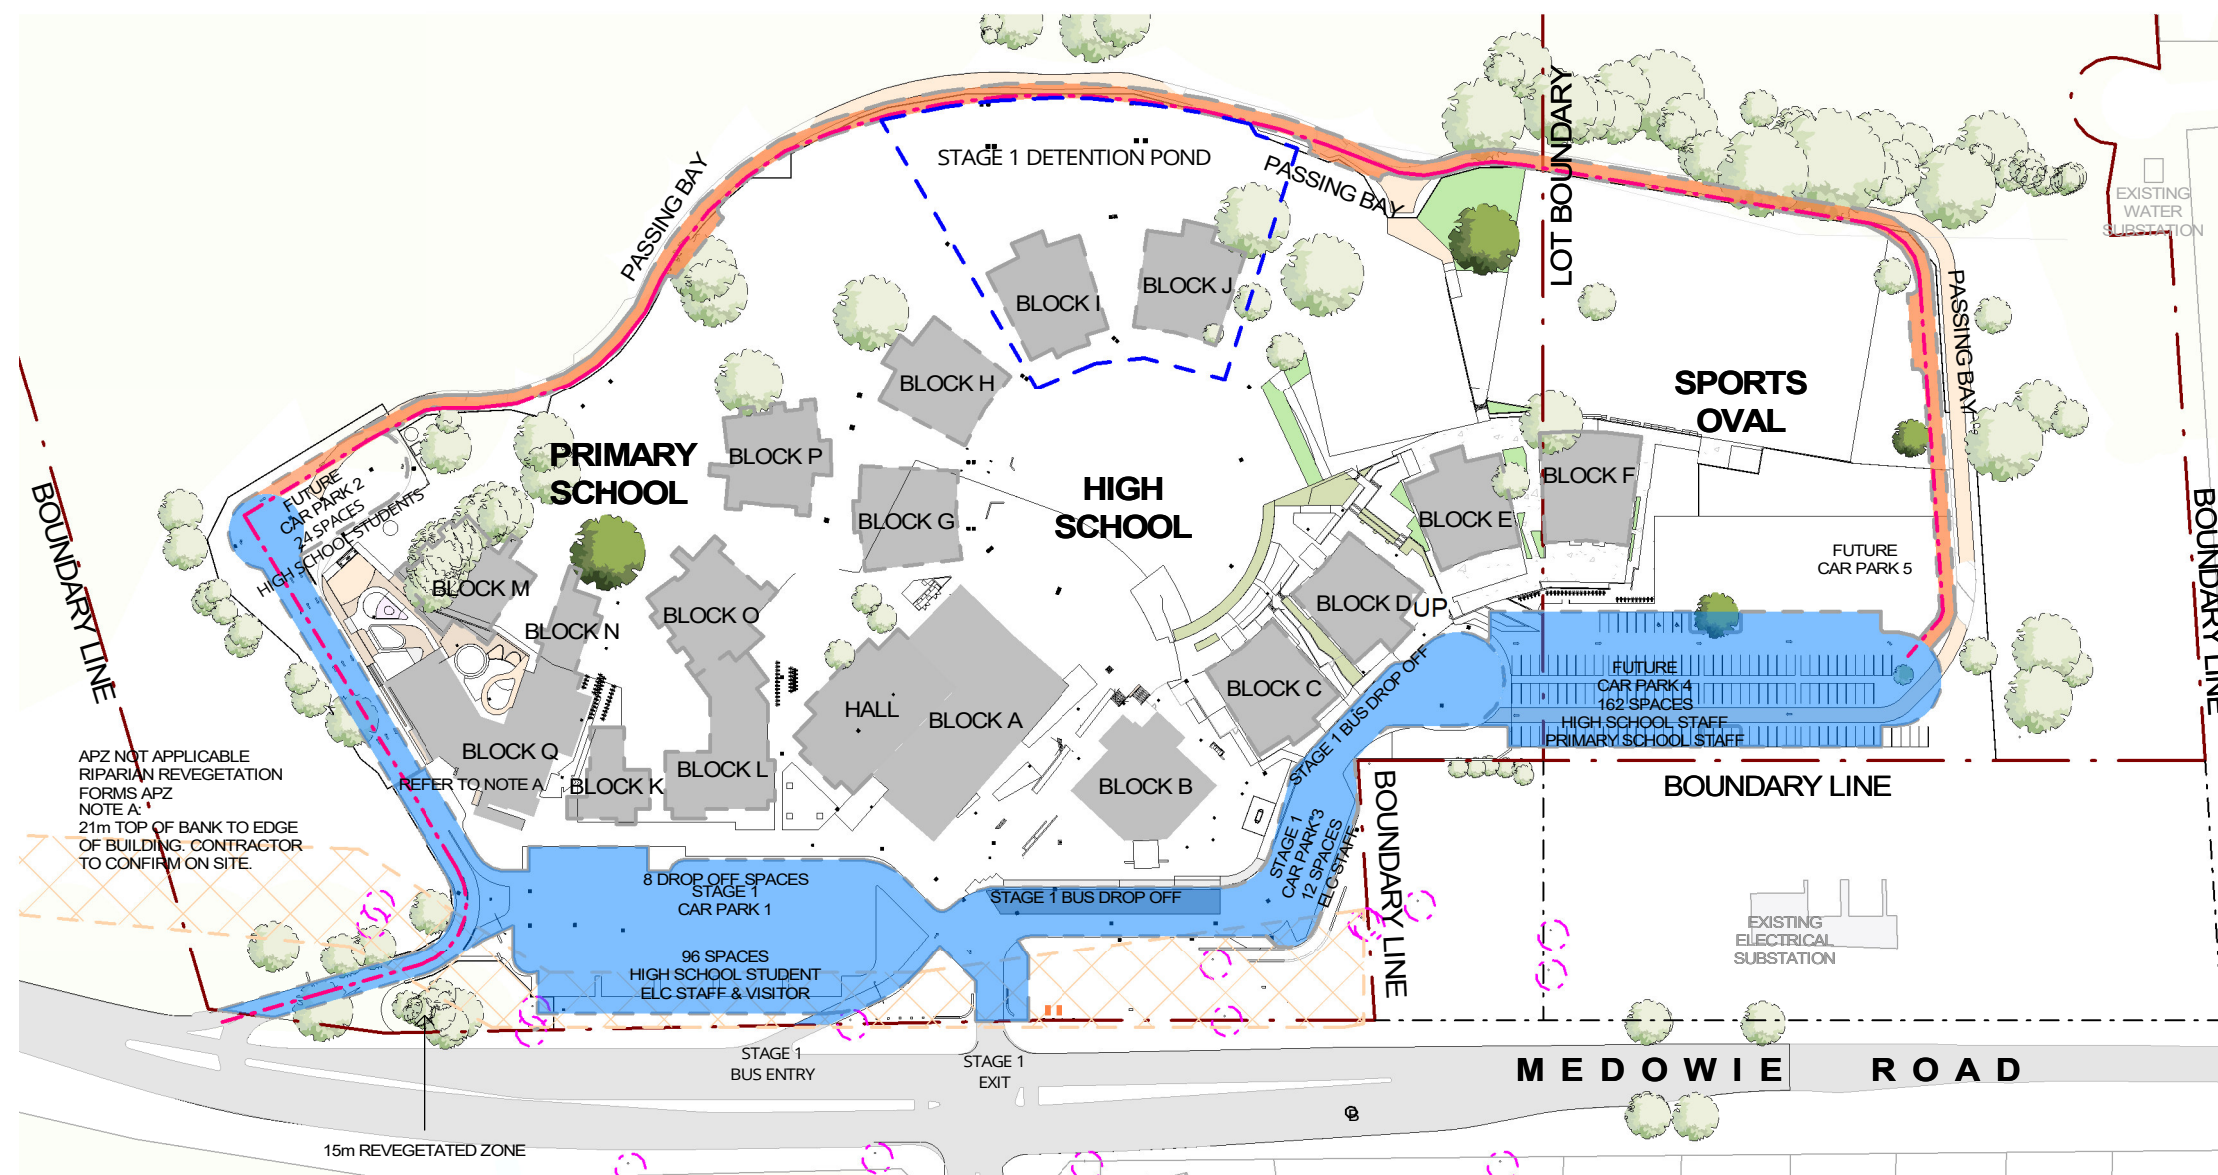 LOT BOUNDARY
STAGE 1 DETENTION POND
PASSING BAY
PASSING BAY
PASSING BAY
EXISTING
WATER
SUBSTATION
BLOCK I
BLOCK J
BLOCK H
SPORTS
OVAL
PRIMARY
SCHOOL
BLOCK P
BLOCK G
HIGH
SCHOOL
BLOCK E
BLOCK F
BOUNDARY LINE
FUTURE
CAR PARK 2
24 SPACES
HIGH SCHOOL STUDENTS
BOUNDARY LINE
FUTURE
CAR PARK 5
BLOCK M
BLOCK N
BLOCK O
BLOCK D
UP
BLOCK C
HALL
BLOCK A
STAGE 1 BUS DROP OFF
FUTURE
CAR PARK 4
162 SPACES
HIGH SCHOOL STAFF
PRIMARY SCHOOL STAFF
BLOCK Q
REFER TO NOTE A
BLOCK K
BLOCK L
BLOCK B
BOUNDARY LINE
BOUNDARY LINE
APZ NOT APPLICABLE
RIPARIAN REVEGETATION
FORMS APZ
NOTE A:
21m TOP OF BANK TO EDGE
OF BUILDING. CONTRACTOR
TO CONFIRM ON SITE.
STAGE 1
CAR PARK 3
12 SPACES
ELC STAFF
8 DROP OFF SPACES
STAGE 1
CAR PARK 1
STAGE 1 BUS DROP OFF
96 SPACES
HIGH SCHOOL STUDENT
ELC STAFF & VISITOR
EXISTING
ELECTRICAL
SUBSTATION
STAGE 1
BUS ENTRY
STAGE 1
EXIT
MEDOWIE ROAD
15m REVEGETATED ZONE